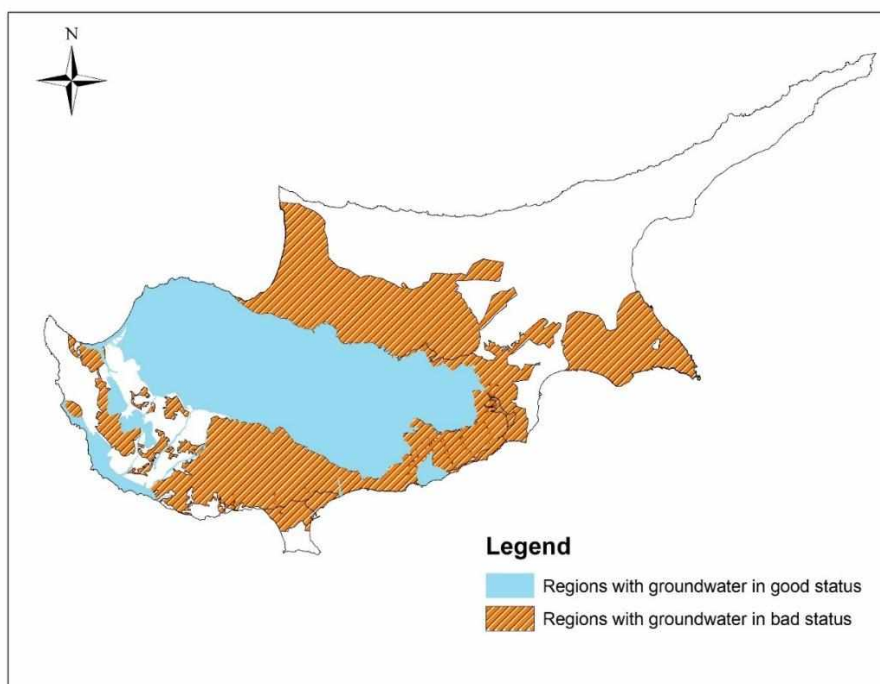 N
Legend
Regions with groundwater in good status
Regions with groundwater in bad status